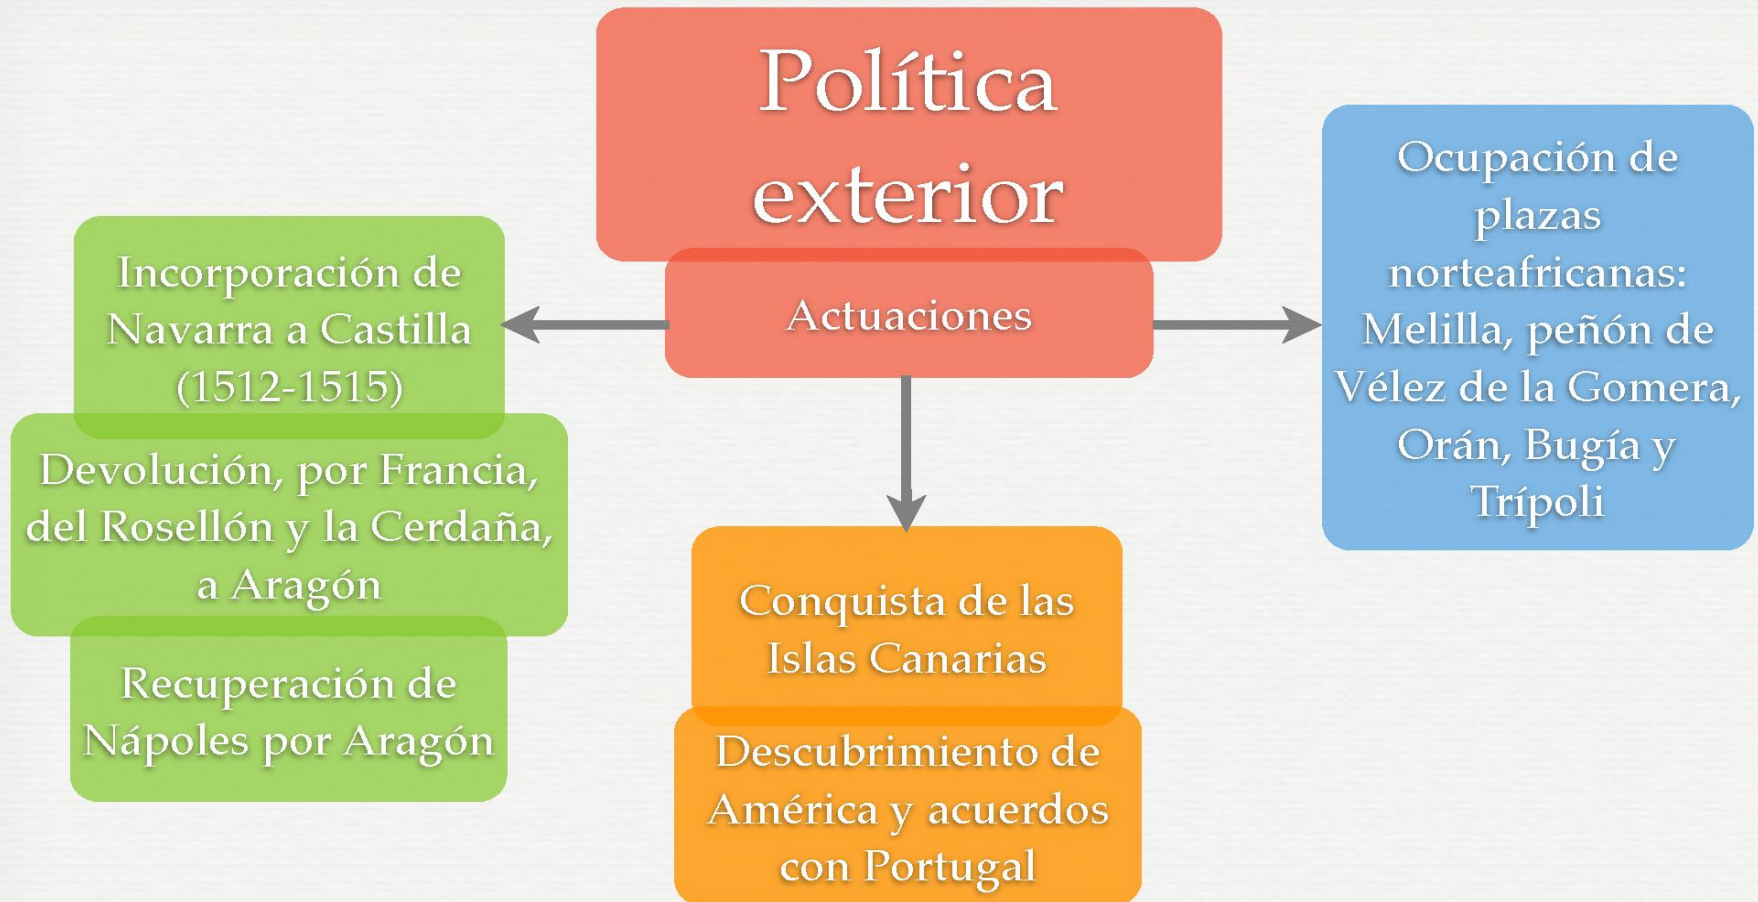 Política
exterior
Actuaciones
Incorporación de
Navarra a Castilla
(1512-1515)
Devolución, por Francia,
del Rosellón y la Cerdaña,
a Aragón
Recuperación de
Nápoles por Aragón
Conquista de las
Islas Canarias
Descubrimiento de
América y acuerdos
con Portugal
Ocupación de
plazas
norteafricanas:
Melilla, peñón de
Vélez de la Gomera,
Orán, Bugía y
Trípoli